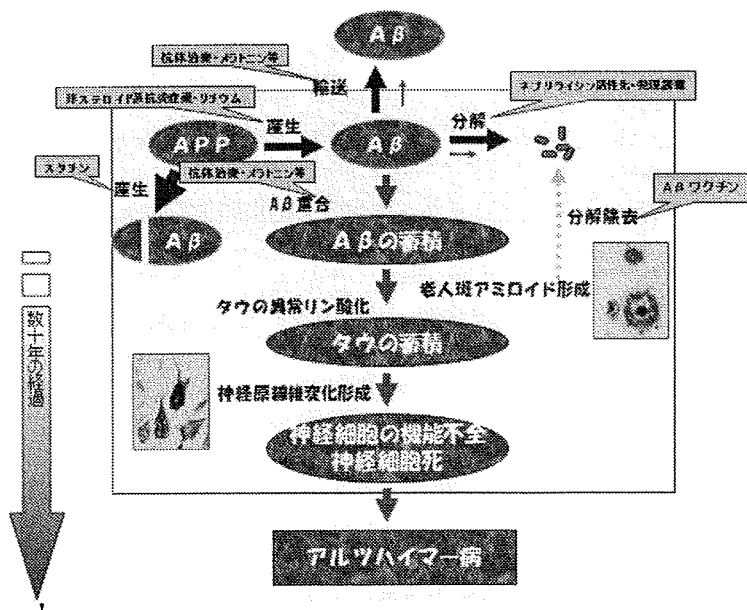 Aβ
抗体治療・メラトニン等
輸送
ネプリライシン活性化・発現誘導
非ステロイド系抗炎症薬・リチウム
産生
分解
APP
Aβ
スタチン
産生
抗体治療・メラトニン等
Aβ重合
Aβワクチン
Aβ
分解除去
Aβの蓄積
老人斑アミロイド形成
タウの異常リン酸化
タウの蓄積
数十年の経過
神経原線維変化形成
神経細胞の機能不全
神経細胞死
アルツハイマー病